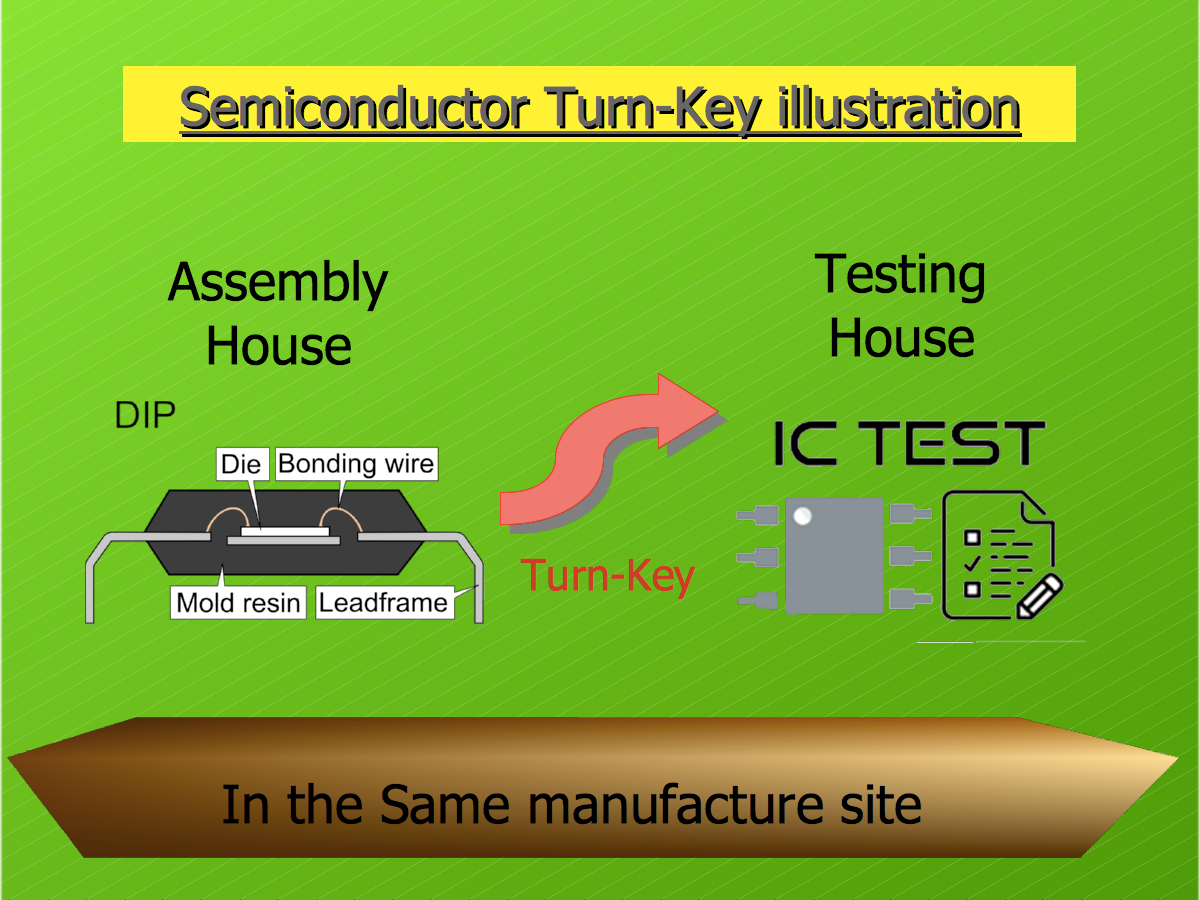 Semiconductor Turn-Key illustration
Assembly
House
Testing
House
DIP
Die
Bonding wire
Mold resin
Leadframe
Turn-Key
IC TEST
In the Same manufacture site